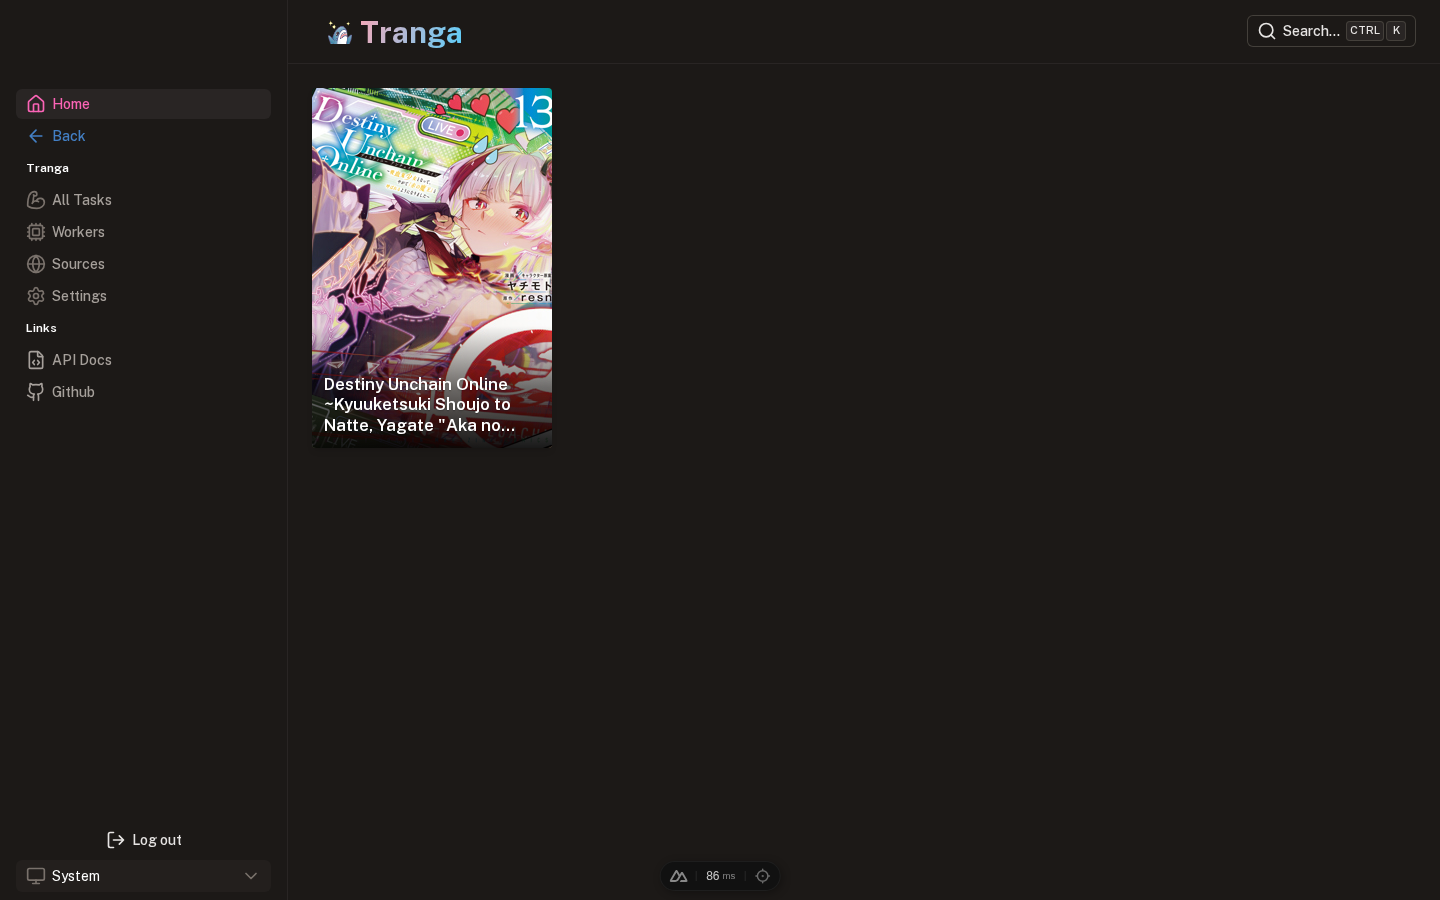 Tranga
Search...
CTRL
K
Home
Back
Tranga
All Tasks
Workers
Sources
Settings
Links
API Docs
Github
13
LIVE
Destiny
Unchain
Online
ヤチモト
resn
Destiny Unchain Online
~Kyuuketsuki Shoujo to
Natte, Yagate "Aka no...
Log out
System
86 ms